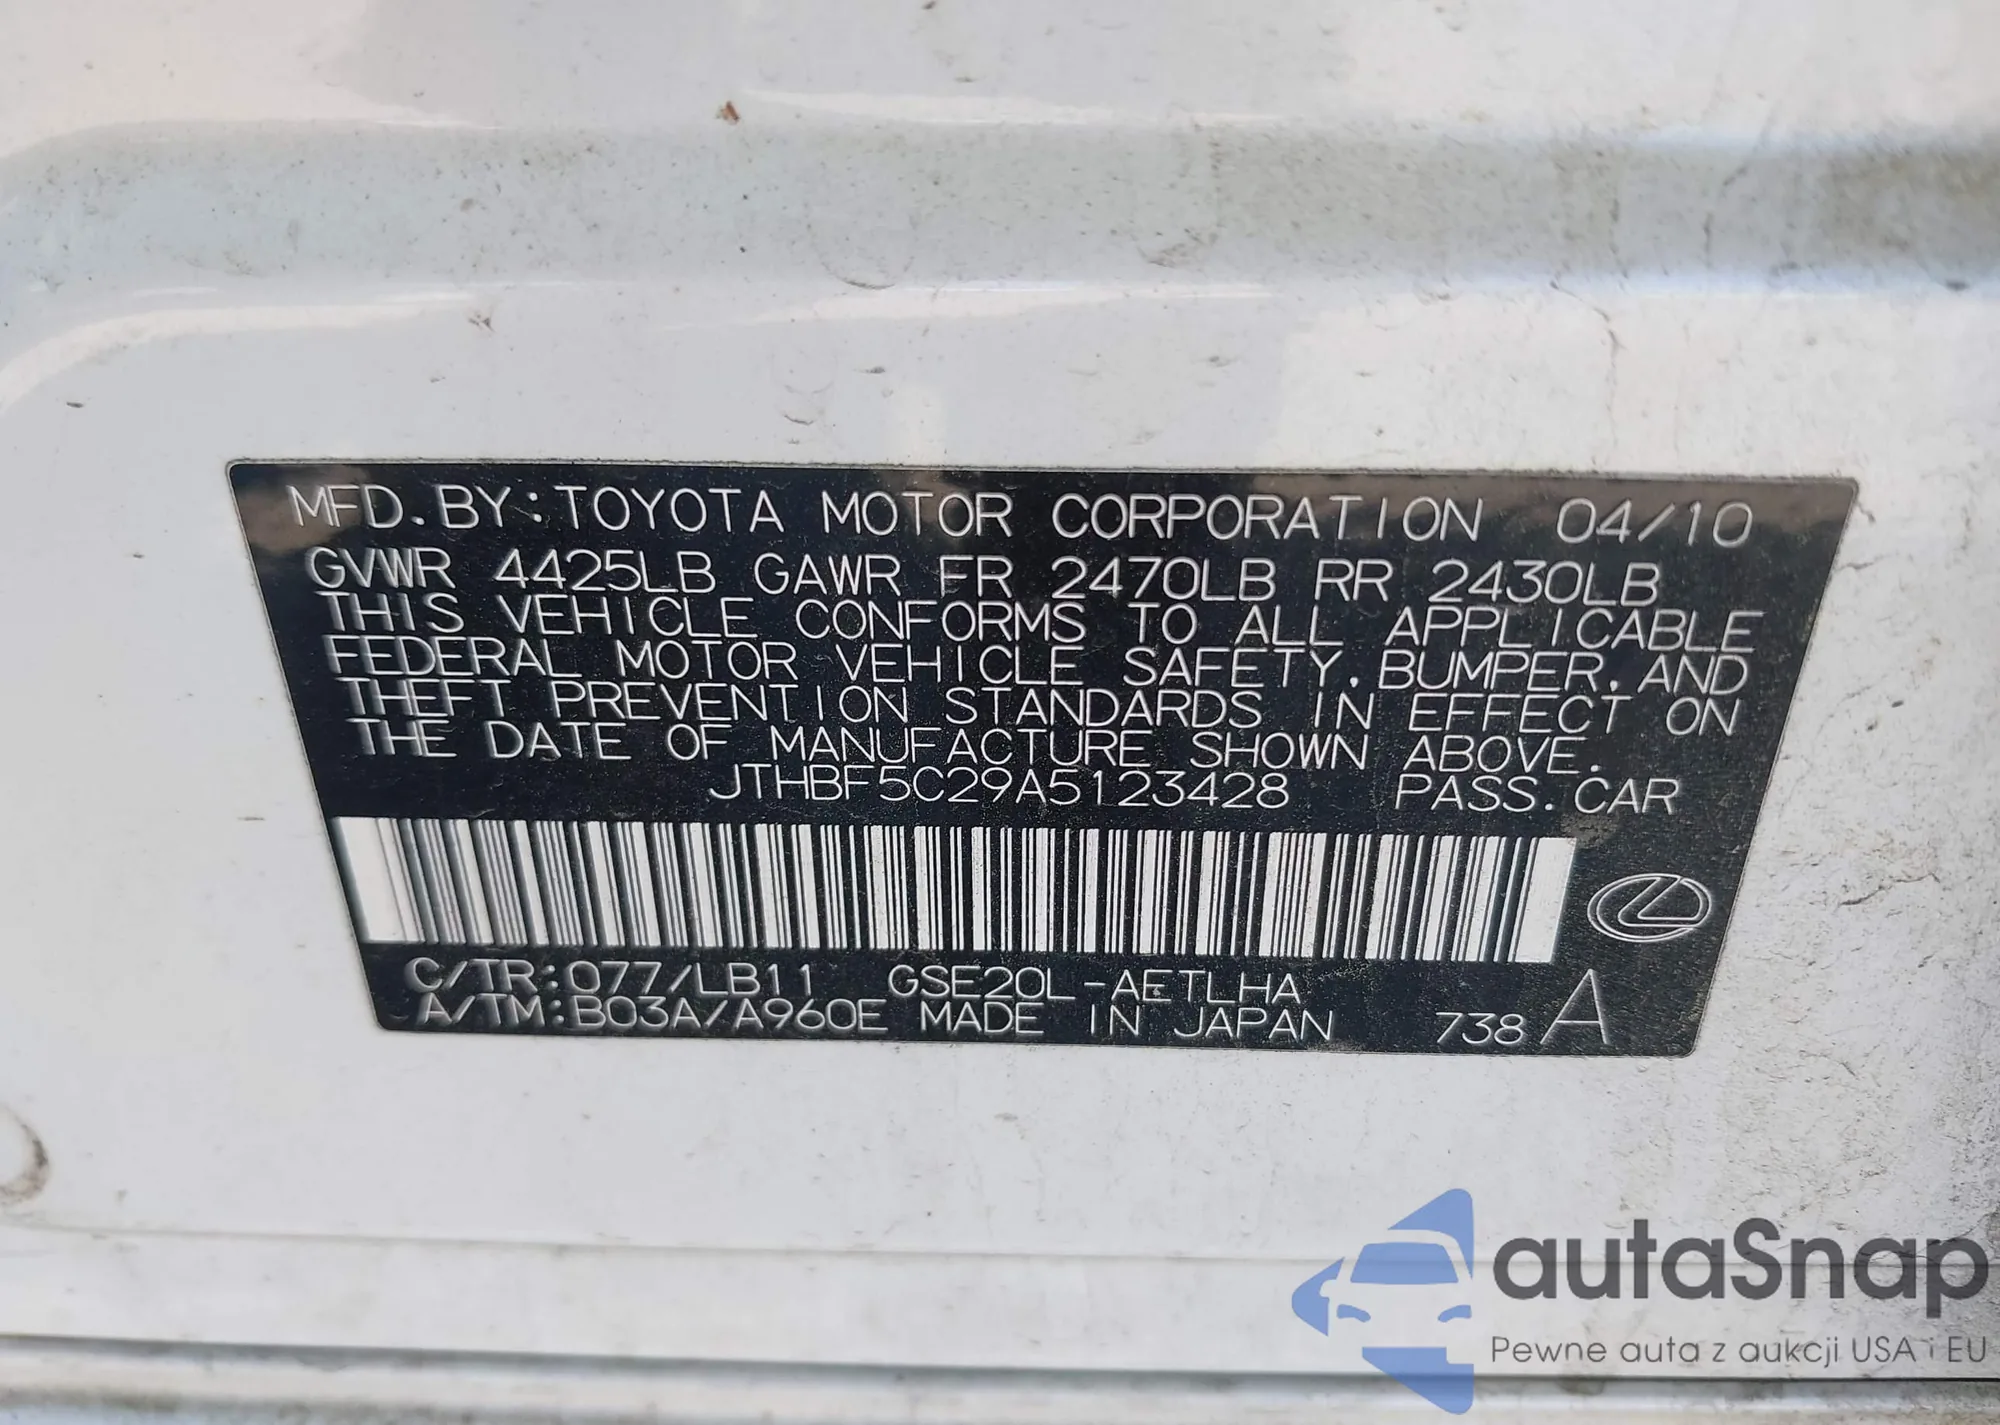 MFD. BY: TOYOTA MOTOR CORPORATION 04/10
GVWR 4425LB GAWR FR 2470LB RR 2430LB
THIS VEHICLE CONFORMS TO ALL APPLICABLE
FEDERAL MOTOR VEHICLE SAFETY, BUMPER, AND
THEFT PREVENTION STANDARDS IN EFFECT ON
THE DATE OF MANUFACTURE SHOWN ABOVE.
JTHBF5C29A5123428 PASS. CAR
C/TR: 077/LB11 GSE20L-AETLHA
A/TM: B03A/A960E MADE IN JAPAN 738 A
autaSnap
Pewne auta z aukcji USA i EU